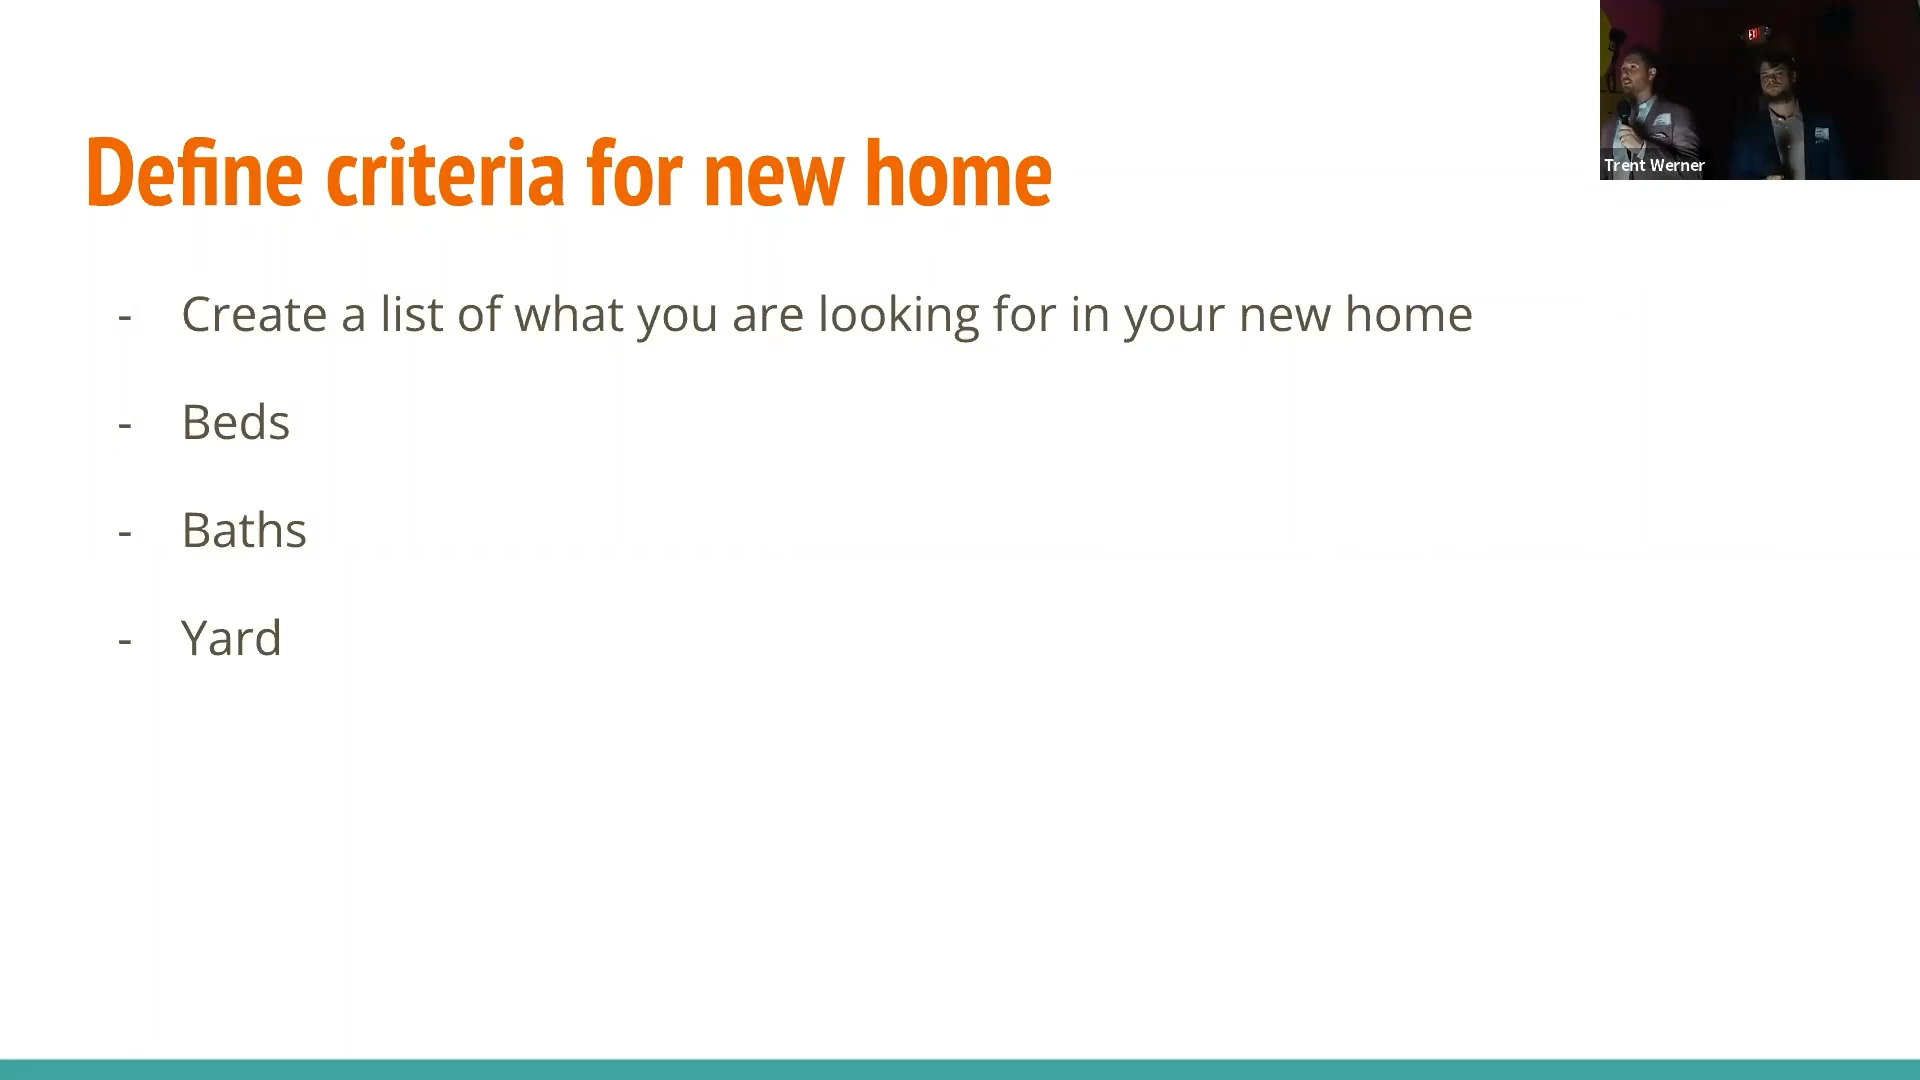 Define criteria for new home
- Create a list of what you are looking for in your new home
- Beds
- Baths
- Yard
EXIT
Trent Werner